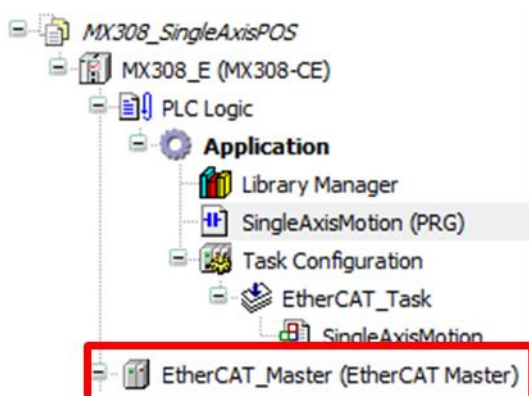 MX308_SingleAxisPOS
MX308_E (MX308-CE)
PLC Logic
Application
Library Manager
SingleAxisMotion (PRG)
Task Configuration
EtherCAT_Task
SingleAxisMotion
EtherCAT_Master (EtherCAT Master)